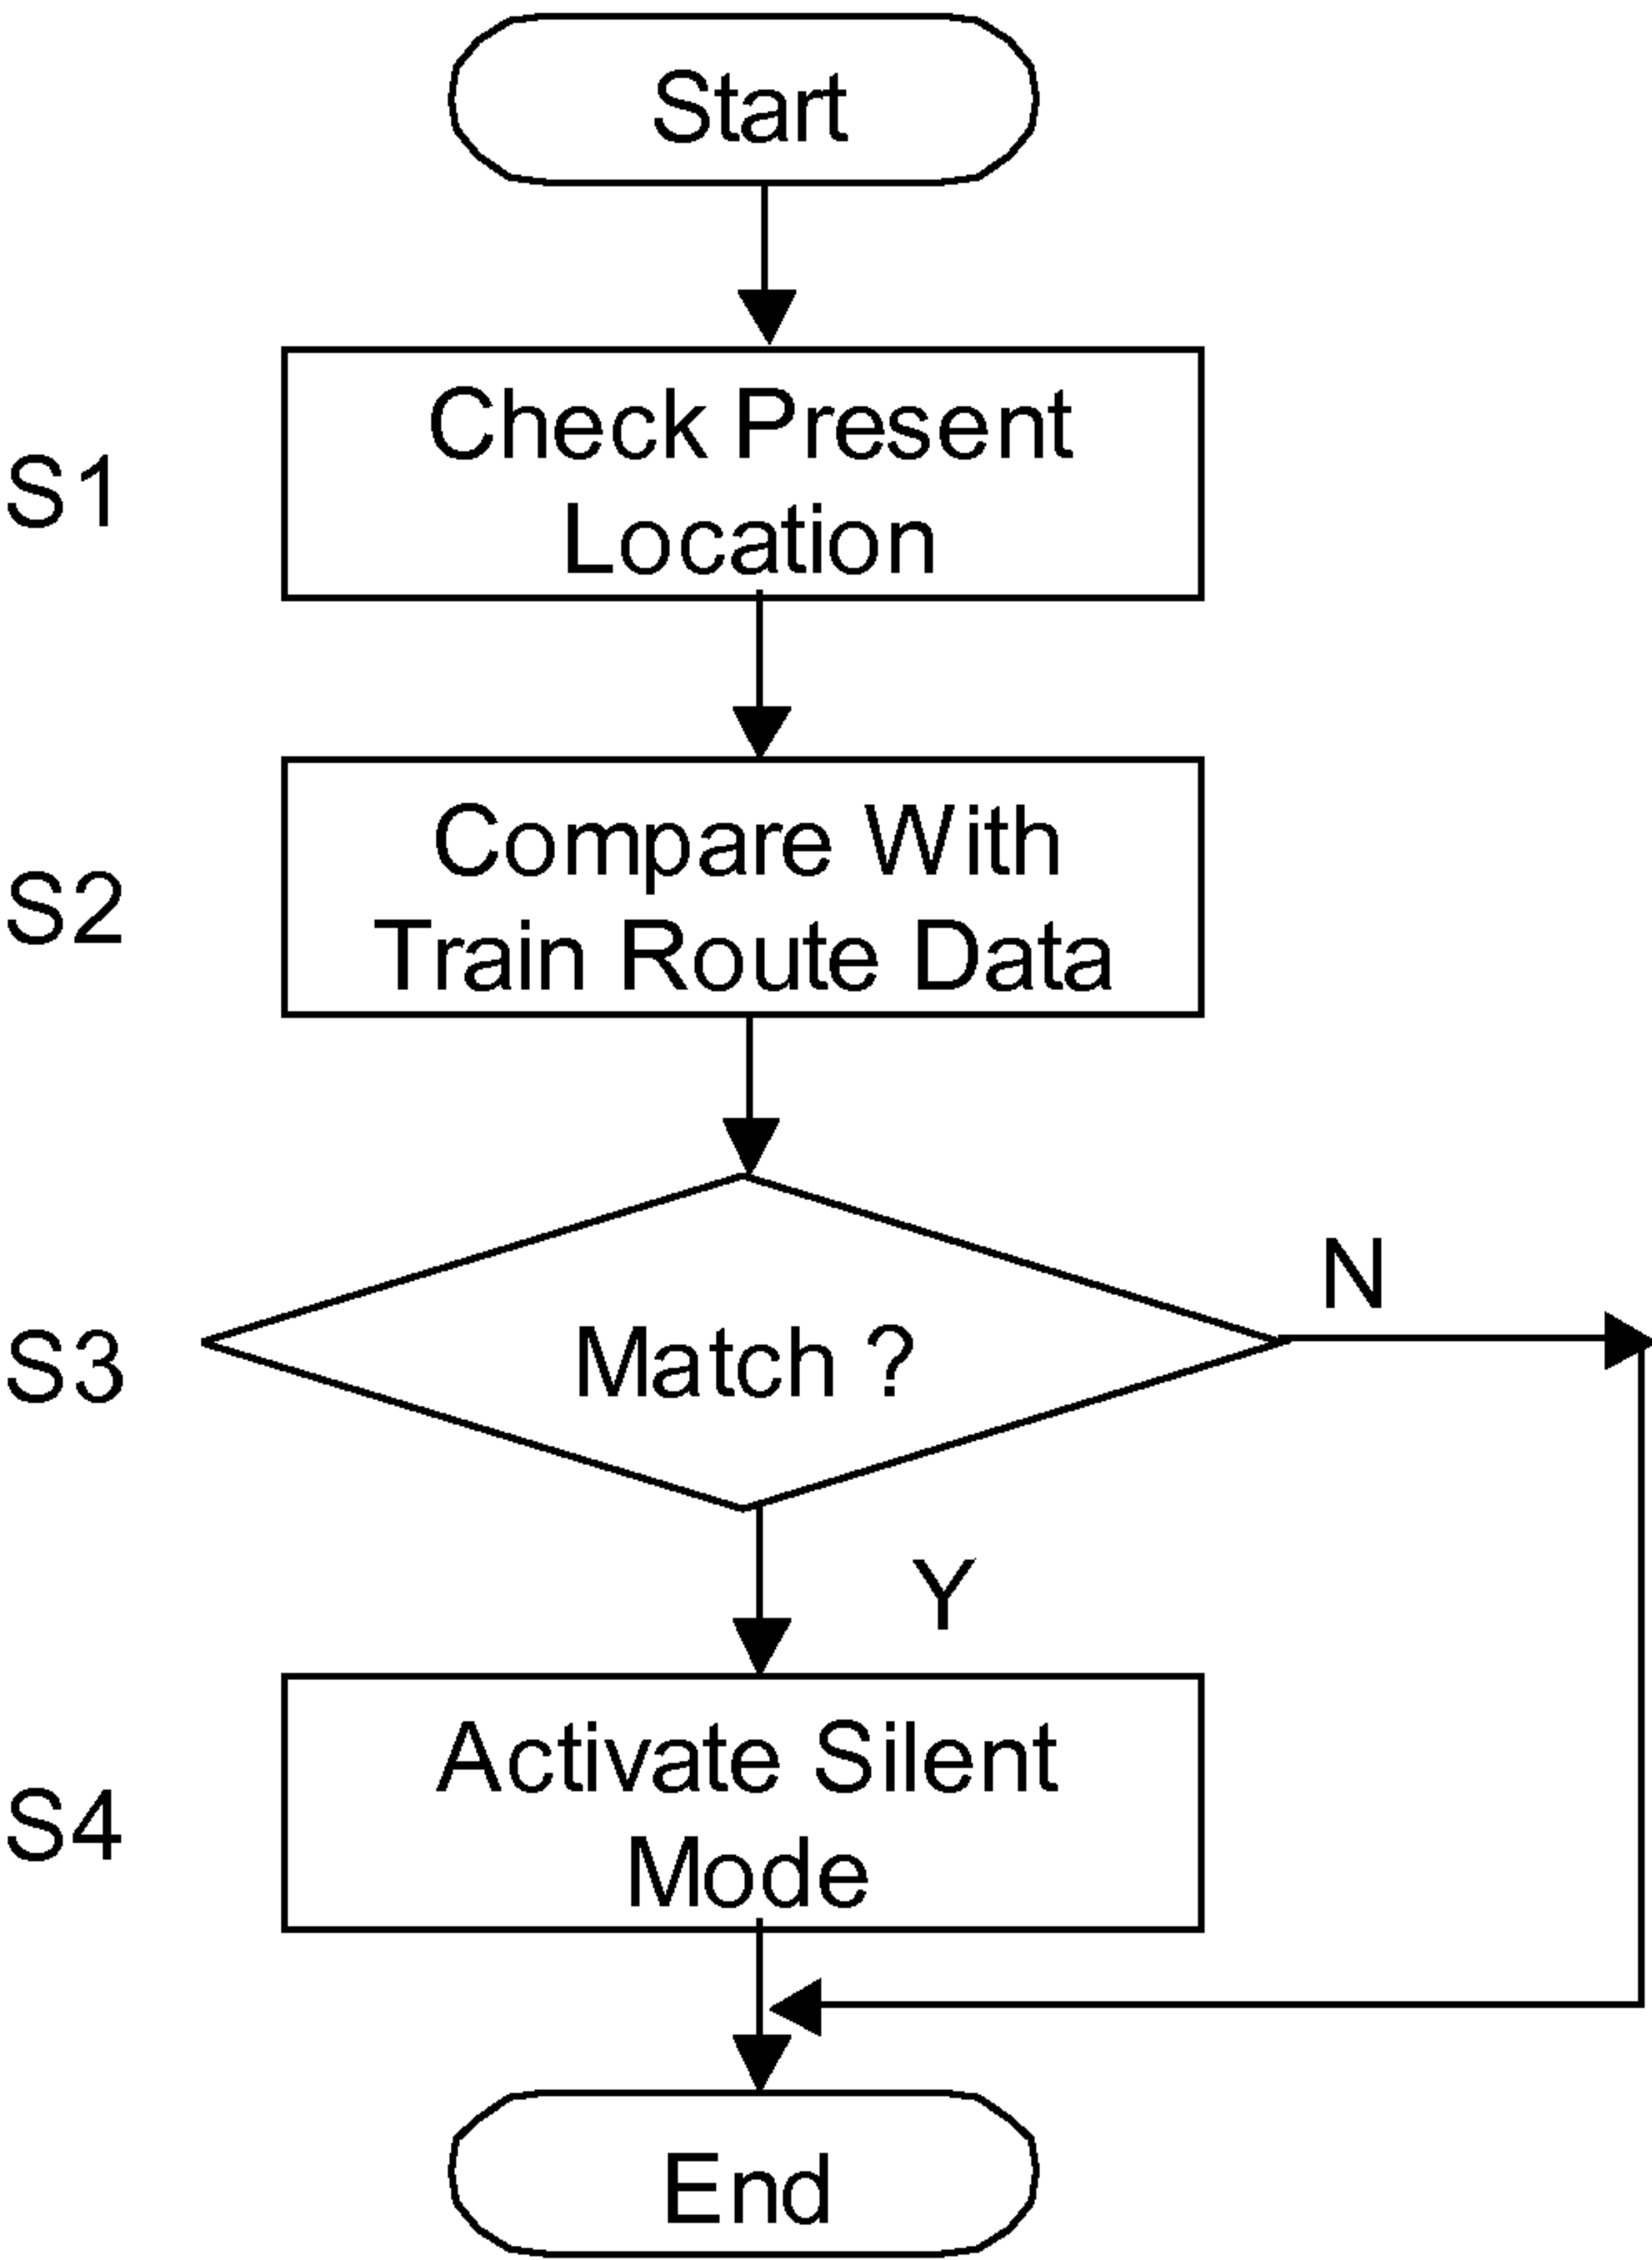 Start
S1
Check Present
Location
S2
Compare With
Train Route Data
S3
Match ?
N
Y
S4
Activate Silent
Mode
End